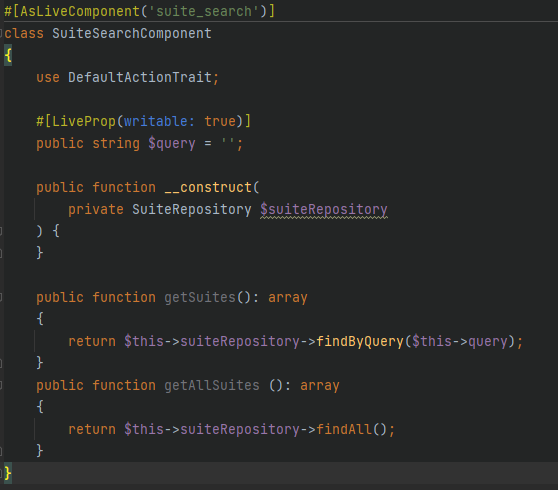 #[AsLiveComponent('suite_search')]
class SuiteSearchComponent
{
    use DefaultActionTrait;
    #[LiveProp(writable: true)]
    public string $query = '';
    public function __construct(
        private SuiteRepository $suiteRepository
    ) {
    }
    public function getSuites(): array
    {
        return $this->suiteRepository->findByQuery($this->query);
    }
    public function getAllSuites (): array
    {
        return $this->suiteRepository->findAll();
    }
}